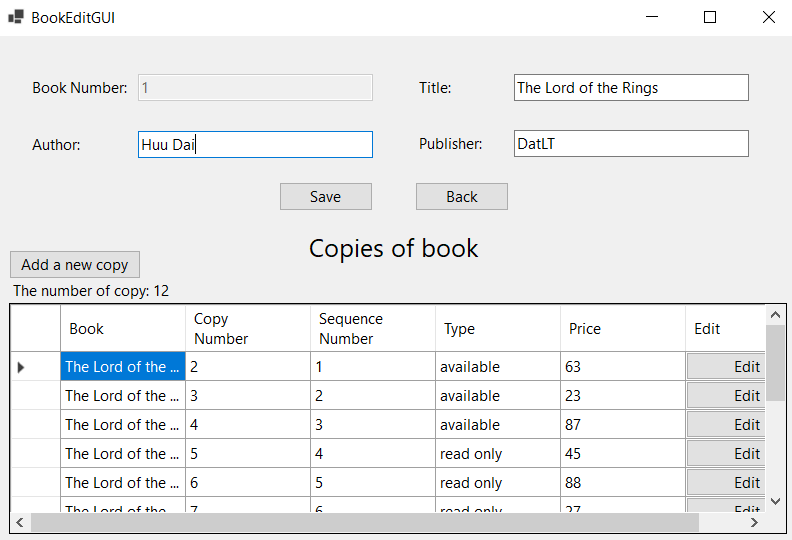 BookEditGUI
Book Number: 1 Title: The Lord of the Rings
Author: Huu Dai Publisher: DatLT
Save Back
Copies of book
Add a new copy
The number of copy: 12
Book Copy Number Sequence Number Type Price Edit
The Lord of the ... 2 1 available 63 Edit
The Lord of the ... 3 2 available 23 Edit
The Lord of the ... 4 3 available 87 Edit
The Lord of the ... 5 4 read only 45 Edit
The Lord of the ... 6 5 read only 88 Edit
The Lord of the ... 7 6 read only 27 Edit